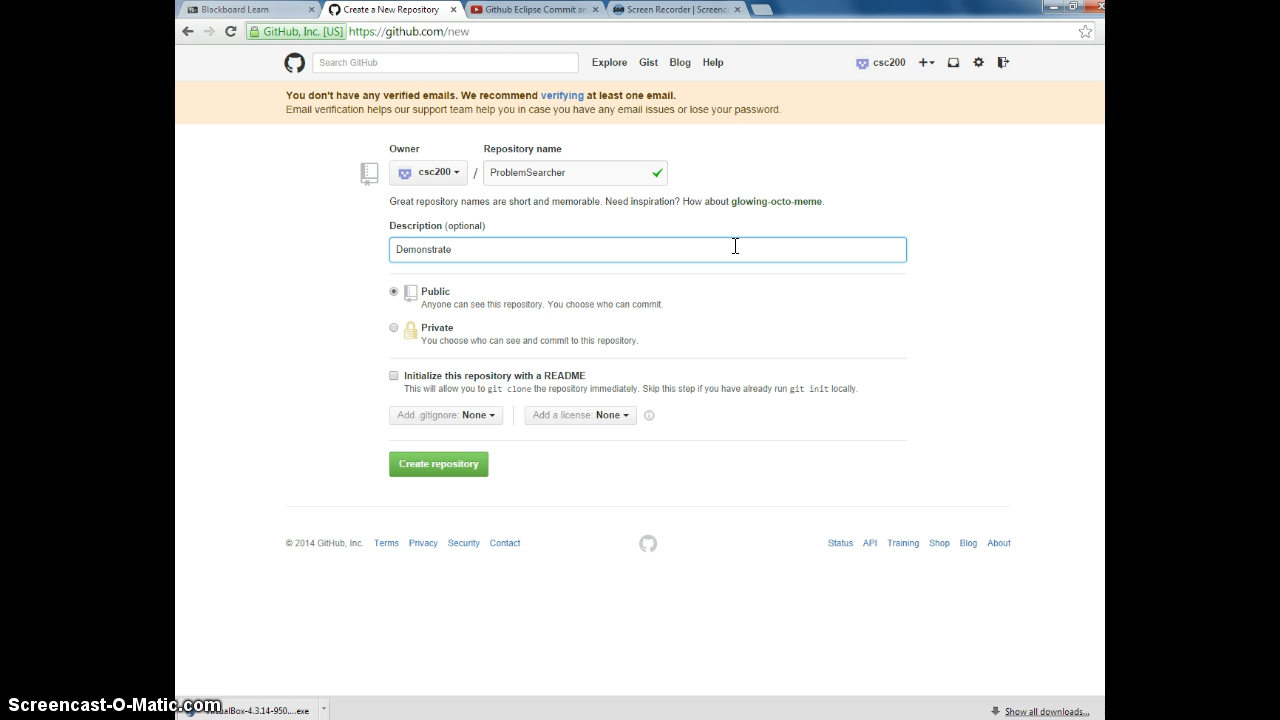 Blackboard Learn
Create a New Repository
Github Eclipse Commit an
Screen Recorder | Screenc
GitHub, Inc. [US] https://github.com/new
Search GitHub
Explore Gist Blog Help
csc200
You don't have any verified emails. We recommend verifying at least one email.
Email verification helps our support team help you in case you have any email issues or lose your password.
Owner Repository name
csc200 / ProblemSearcher
Great repository names are short and memorable. Need inspiration? How about glowing-octo-meme.
Description (optional)
Demonstrate
Public
Anyone can see this repository. You choose who can commit.
Private
You choose who can see and commit to this repository.
Initialize this repository with a README
This will allow you to git clone the repository immediately. Skip this step if you have already run git init locally.
Add .gitignore: None Add a license: None
Create repository
© 2014 GitHub, Inc. Terms Privacy Security Contact
Status API Training Shop Blog About
Screencast-O-Matic.com
Box-4.3.14-950....exe
Show all downloads...